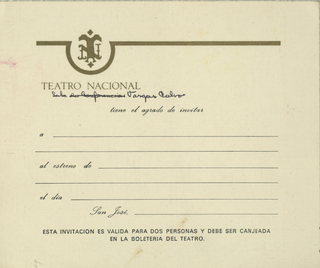 TEATRO NACIONAL
Sala de Conferencias Vargas Calvo
tiene el agrado de invitar
a
al estreno de
el día
San José,
ESTA INVITACION ES VALIDA PARA DOS PERSONAS Y DEBE SER CANJEADA
EN LA BOLETERIA DEL TEATRO.